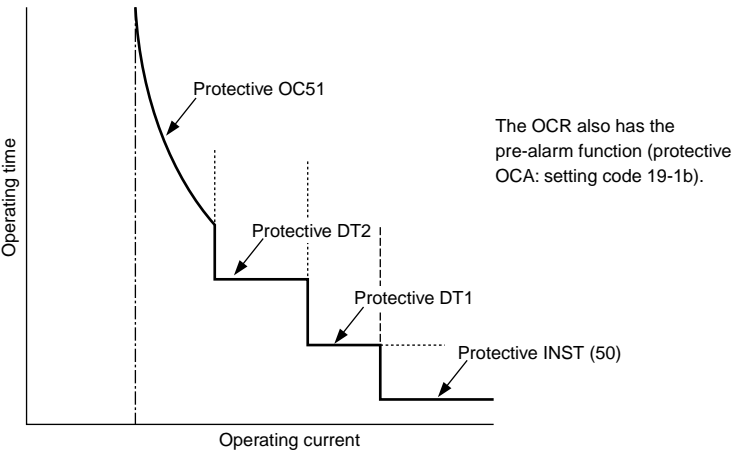 Protective OC51
The OCR also has the
pre-alarm function (protective
OCA: setting code 19-1b).
Operating time
Protective DT2
Protective DT1
Protective INST (50)
Operating current